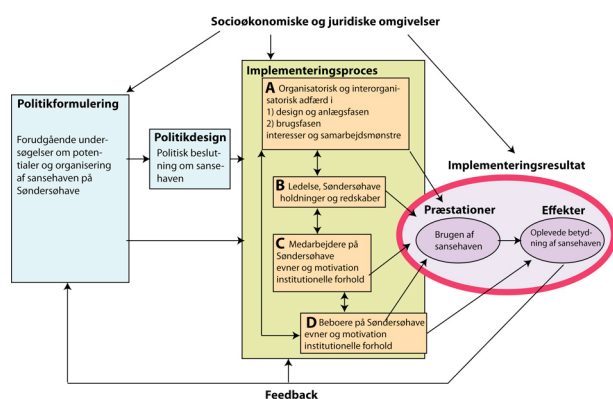 Socioøkonomiske og juridiske omgivelser
Politikformulering
Forudgående under-
søgelser om poten-
tialer og organisering
af sansehaven på
Søndersøhave
Politikdesign
Politisk beslut-
ning om sanse-
haven
Implementeringsproces
A Organisatorisk og interorgani-
satorisk adfærd i
1) design og anlægsfasen
2) brugsfasen
interesser og samarbejdsmønstre
B Ledelse, Søndersøhave
holdninger og redskaber
C Medarbejdere på
Søndersøhave
evner og motivation
institutionelle forhold
D Beboere på Søndersøhave
evner og motivation
institutionelle forhold
Implementeringsresultat
Præstationer
Brugen af
sansehaven
Effekter
Oplevede betyd-
ning af sansehaven
Feedback